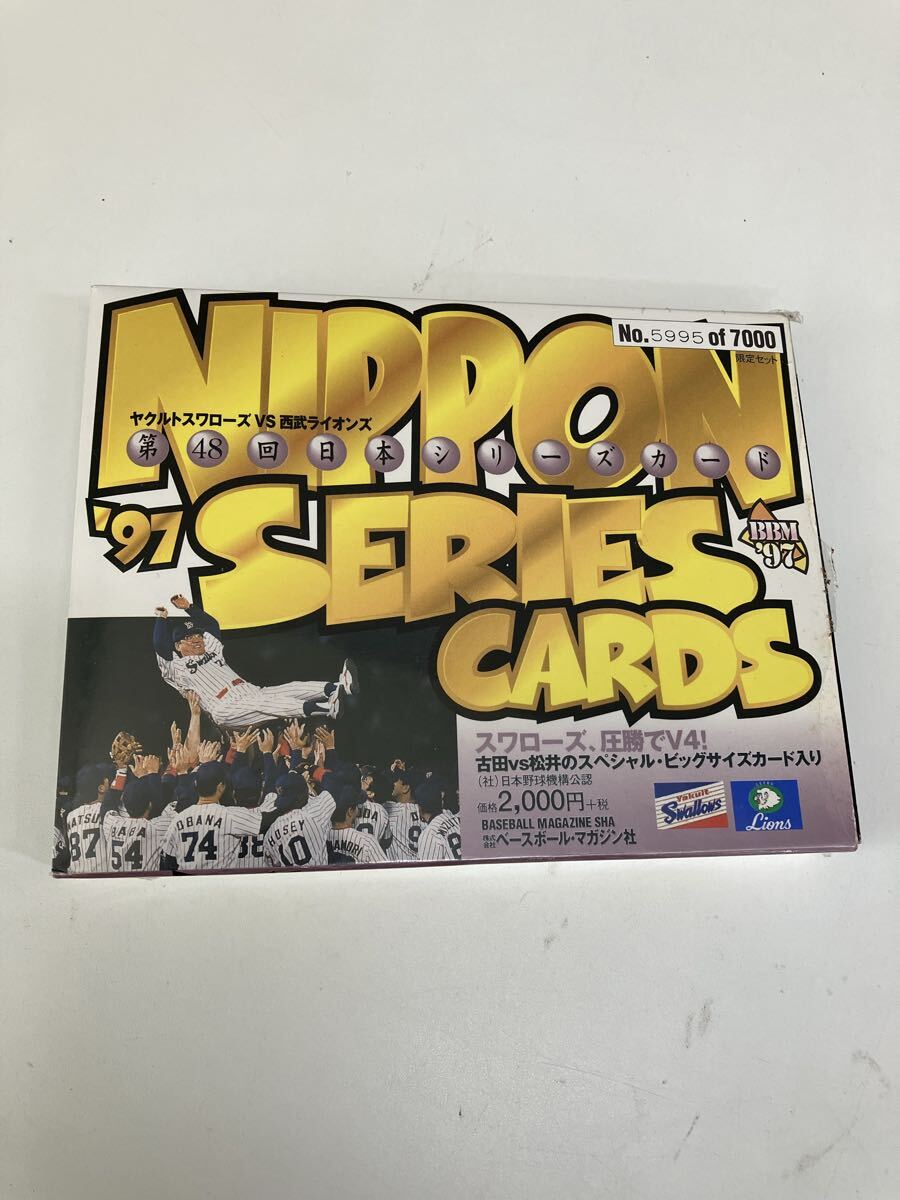 NIPPON
No.5995 of 7000
限定セット
ヤクルトスワローズ VS 西武ライオンズ
第48回日本シリーズカード
'97 SERIES
BBM
'97
CARDS
スワローズ、圧勝でV4!
古田vs松井のスペシャル・ビッグサイズカード入り
(社)日本野球機構公認
価格2,000円+税
BASEBALL MAGAZINE SHA
株式会社 ベースボール・マガジン社
Yakult
Swallows
Lions
Swallows
87
BABA
54
OBANA
74
38
HOSEY
10